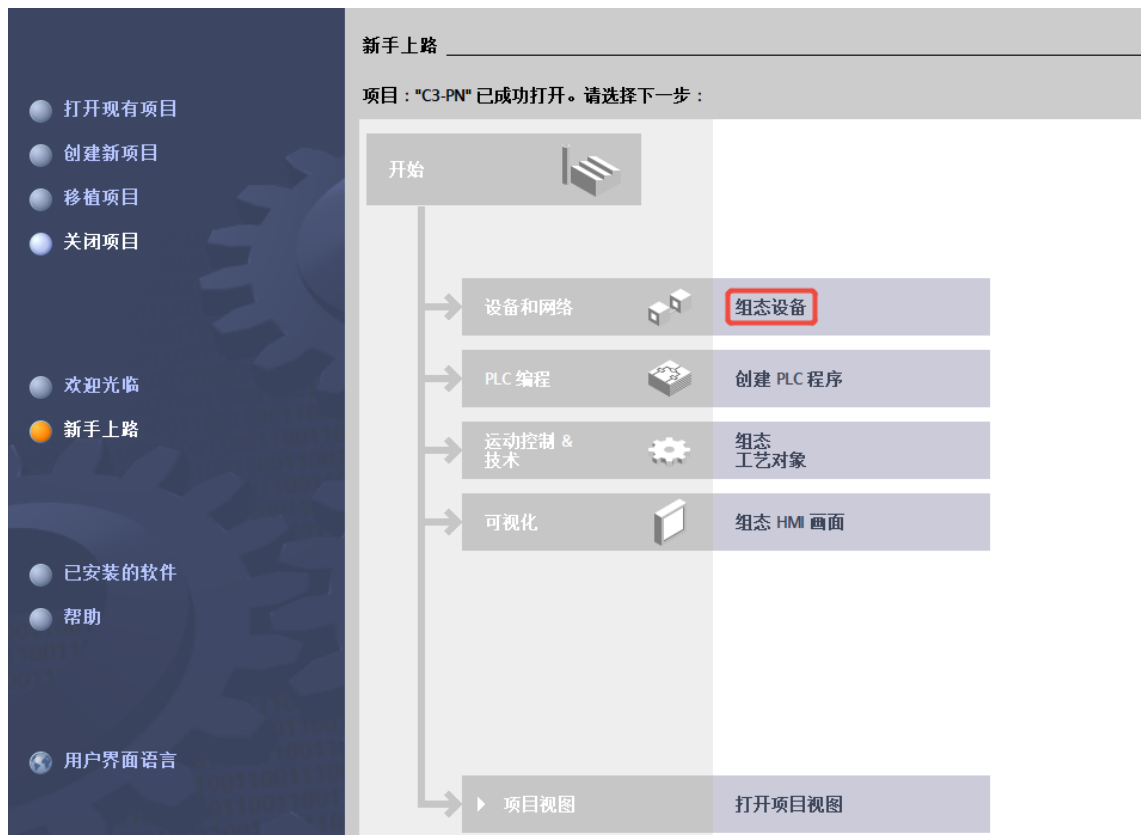 新手上路
项目："C3-PN" 已成功打开。请选择下一步：
打开现有项目
创建新项目
移植项目
关闭项目
欢迎光临
新手上路
已安装的软件
帮助
用户界面语言
开始
设备和网络
组态设备
PLC 编程
创建 PLC 程序
运动控制 &
技术
组态
工艺对象
可视化
组态 HMI 画面
项目视图
打开项目视图